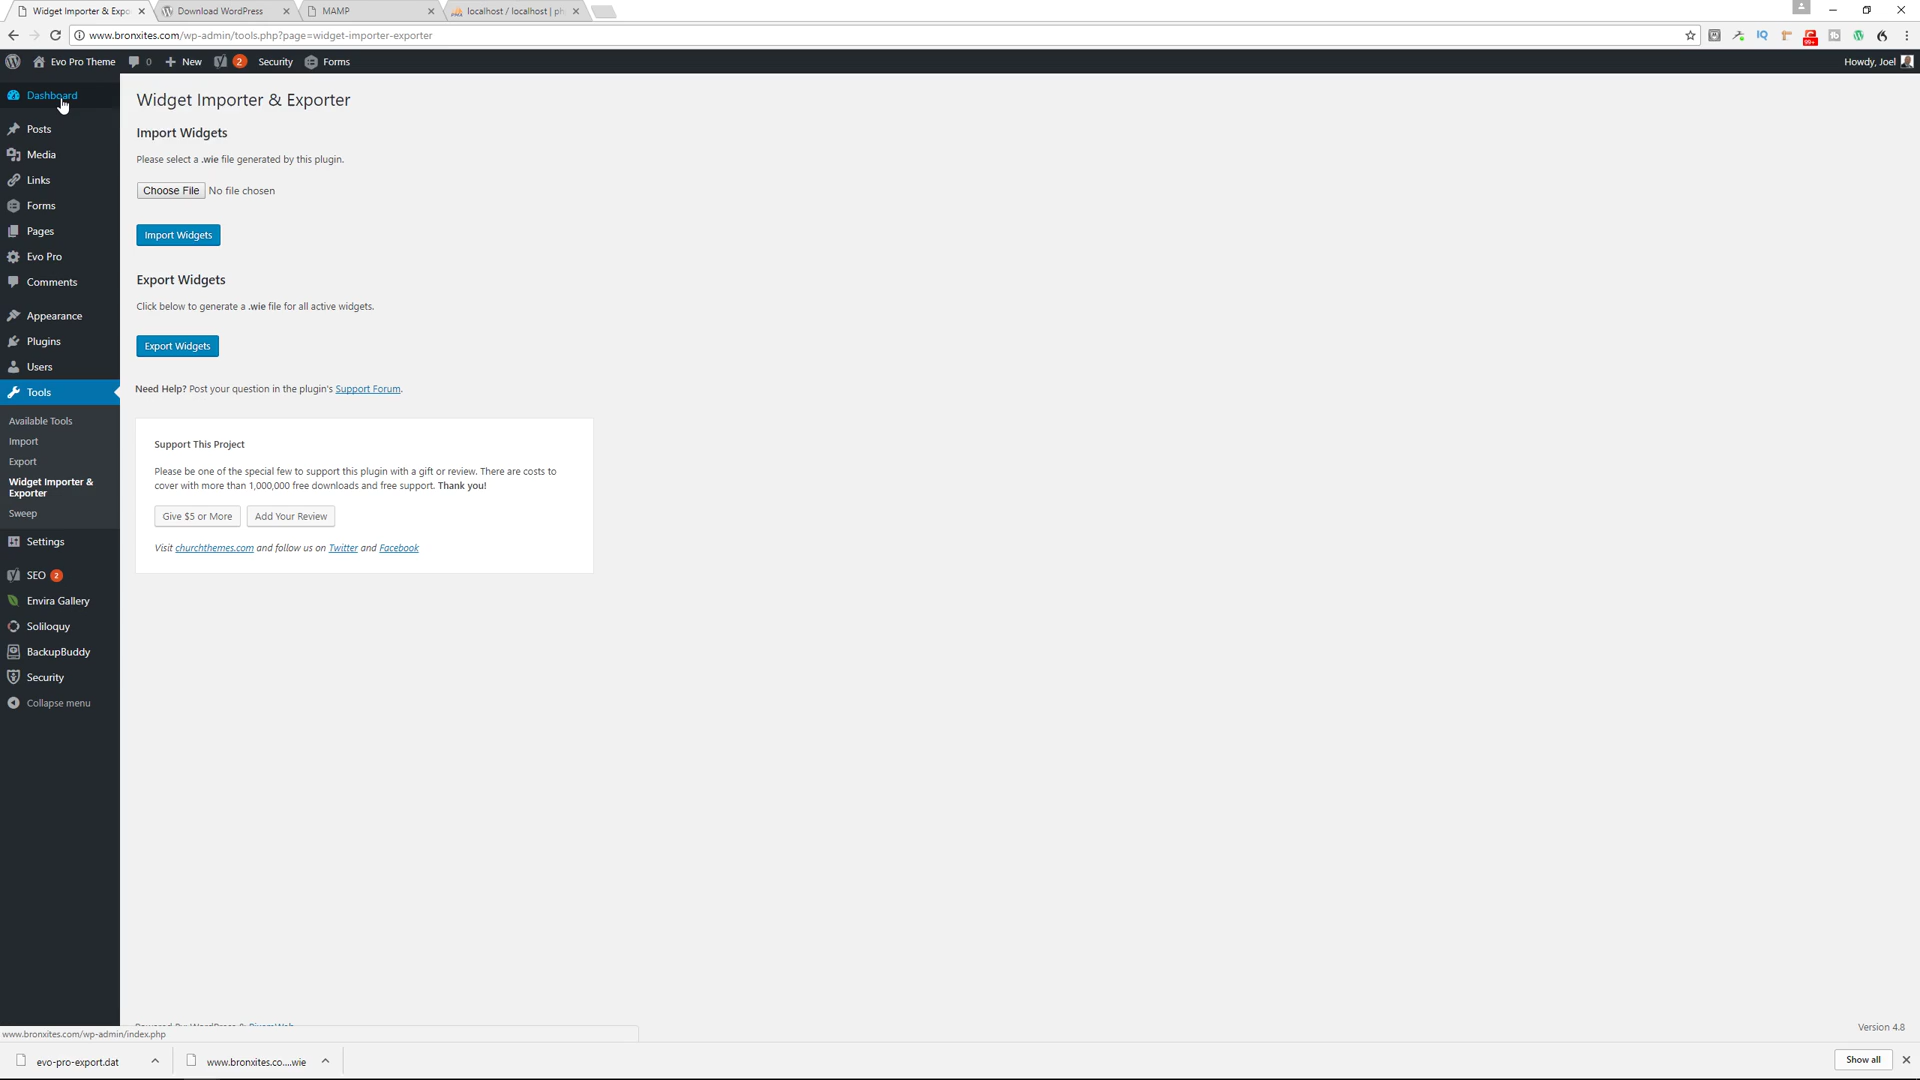 Widget Importer & Expo
Download WordPress
MAMP
localhost / localhost | ph
www.bronxites.com/wp-admin/tools.php?page=widget-importer-exporter
Evo Pro Theme
0
New
2
Security
Forms
Howdy, Joel
Dashboard
Posts
Media
Links
Forms
Pages
Evo Pro
Comments
Appearance
Plugins
Users
Tools
Available Tools
Import
Export
Widget Importer &
Exporter
Sweep
Settings
SEO 2
Envira Gallery
Soliloquy
BackupBuddy
Security
Collapse menu
Widget Importer & Exporter
Import Widgets
Please select a .wie file generated by this plugin.
Choose File No file chosen
Import Widgets
Export Widgets
Click below to generate a .wie file for all active widgets.
Export Widgets
Need Help? Post your question in the plugin's Support Forum.
Support This Project
Please be one of the special few to support this plugin with a gift or review. There are costs to
cover with more than 1,000,000 free downloads and free support. Thank you!
Give $5 or More
Add Your Review
Visit churchthemes.com and follow us on Twitter and Facebook
Version 4.8
www.bronxites.com/wp-admin/index.php
evo-pro-export.dat
www.bronxites.co....wie
Show all